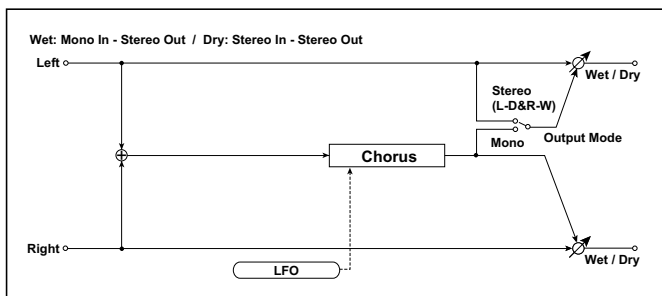 Wet: Mono In - Stereo Out / Dry: Stereo In - Stereo Out
Left
Wet / Dry
Stereo
(L-D&R-W)
Output Mode
Mono
Chorus
Right
Wet / Dry
LFO